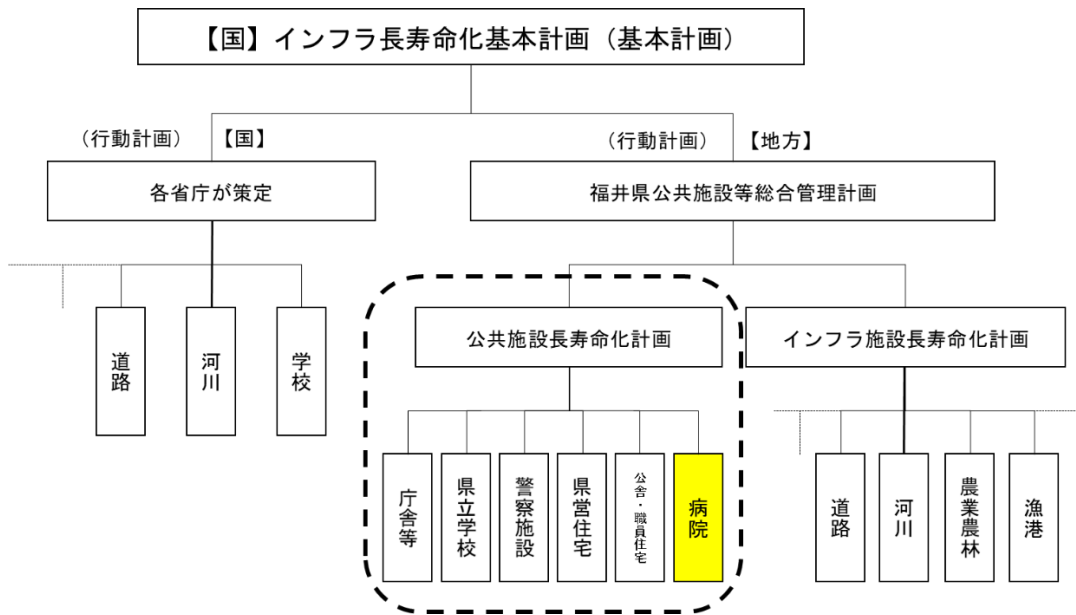 【国】インフラ長寿命化基本計画(基本計画)
(行動計画)
【国】
(行動計画)
【地方】
各省庁が策定
福井県公共施設等総合管理計画
道路
河川
学校
公共施設長寿命化計画
インフラ施設長寿命化計画
庁舎等
県立学校
警察施設
県営住宅
公舎・職員住宅
病院
道路
河川
農業農林
漁港